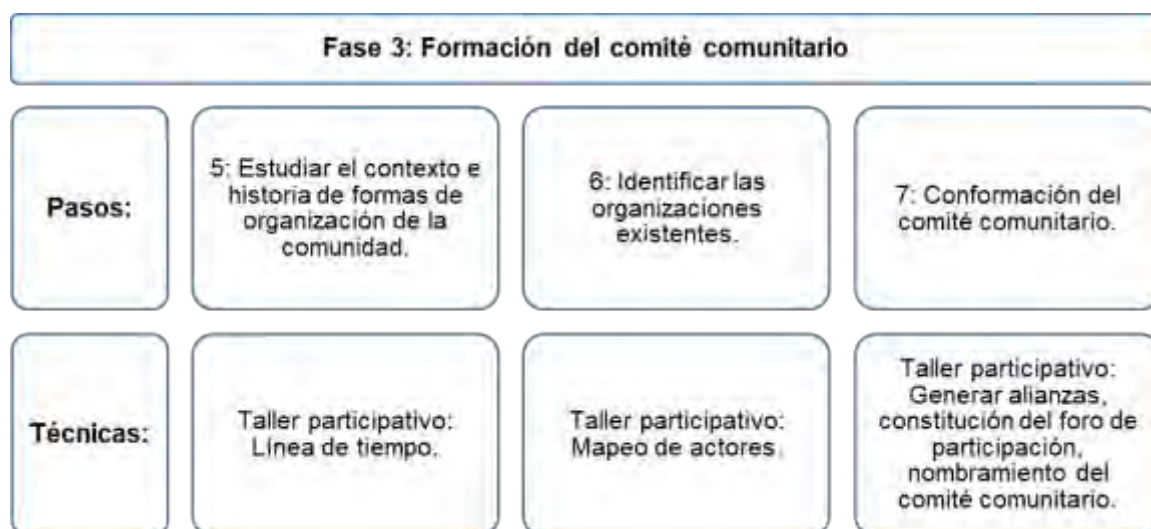 Fase 3: Formación del comité comunitario
Pasos:
5: Estudiar el contexto e
historia de formas de
organización de la
comunidad.
6: Identificar las
organizaciones
existentes.
7: Conformación del
comité comunitario.
Técnicas:
Taller participativo:
Línea de tiempo.
Taller participativo:
Mapeo de actores.
Taller participativo:
Generar alianzas,
constitución del foro de
participación,
nombramiento del
comité comunitario.